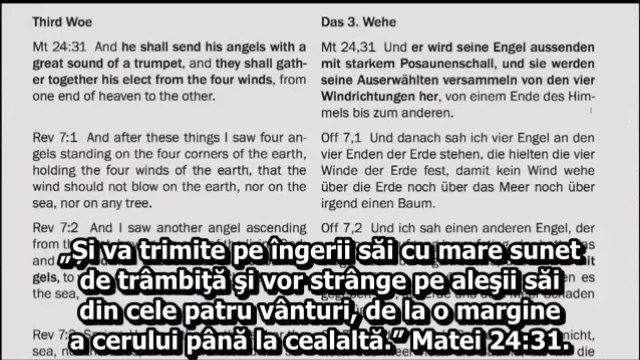 Third Woe
Mt 24:31 And he shall send his angels with a
great sound of a trumpet, and they shall gath-
er together his elect from the four winds, from
one end of heaven to the other.
Rev 7:1 And after these things I saw four an-
gels standing on the four corners of the earth,
holding the four winds of the earth, that the
wind should not blow on the earth, nor on the
sea, nor on any tree.
Rev 7:2 And I saw another angel ascending
from
and
gels, to
the sea,
Das 3. Wehe
Mt 24,31 Und er wird seine Engel aussenden
mit starkem Posaunenschall, und sie werden
seine Auserwählten versammeln von den vier
Windrichtungen her, von einem Ende des Him-
mels bis zum anderen.
Off 7,1 Und danach sah ich vier Engel an den
vier Enden der Erde stehen, die hielten die vier
Winde der Erde fest, damit kein Wind wehe
über die Erde noch über das Meer noch über
irgend einen Baum.
Off 7,2 Und ich sah einen anderen Engel, der
es
nicht,
„Şi va trimite pe îngerii săi cu mare sunet
de trâmbiţă şi vor strânge pe aleşii săi
din cele patru vânturi, de la o margine
a cerului până la cealaltă.” Matei 24:31.